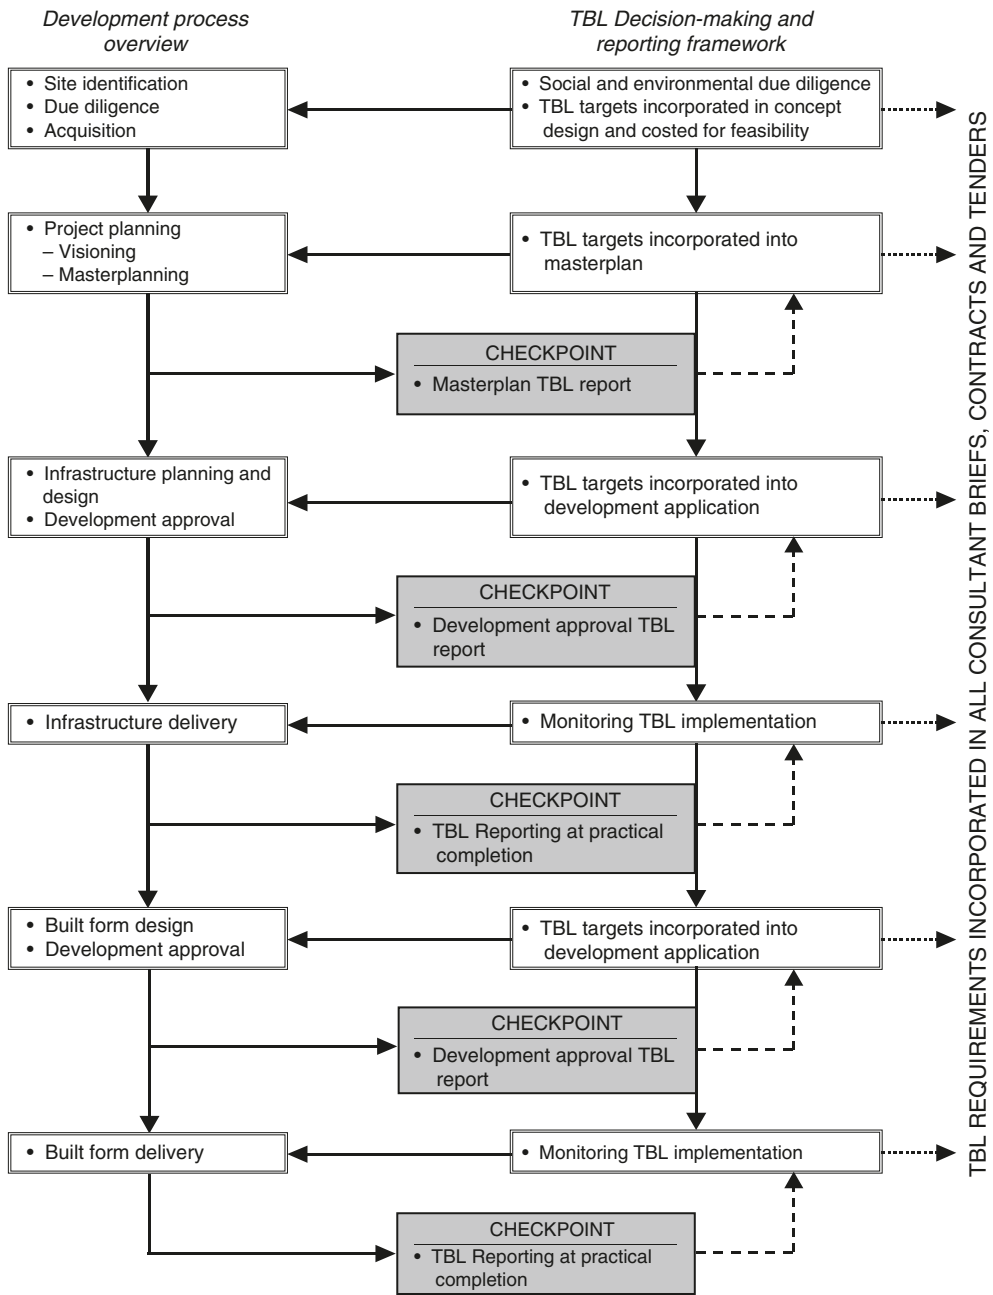 Development process
overview
TBL Decision-making and
reporting framework
• Site identification
• Due diligence
• Acquisition
• Social and environmental due diligence
• TBL targets incorporated in concept
design and costed for feasibility
• Project planning
– Visioning
– Masterplanning
• TBL targets incorporated into
masterplan
CHECKPOINT
• Masterplan TBL report
• Infrastructure planning and
design
• Development approval
• TBL targets incorporated into
development application
CHECKPOINT
• Development approval TBL
report
• Infrastructure delivery
• Monitoring TBL implementation
CHECKPOINT
• TBL Reporting at practical
completion
• Built form design
• Development approval
• TBL targets incorporated into
development application
CHECKPOINT
• Development approval TBL
report
• Built form delivery
• Monitoring TBL implementation
CHECKPOINT
• TBL Reporting at practical
completion
TBL REQUIREMENTS INCORPORATED IN ALL CONSULTANT BRIEFS, CONTRACTS AND TENDERS